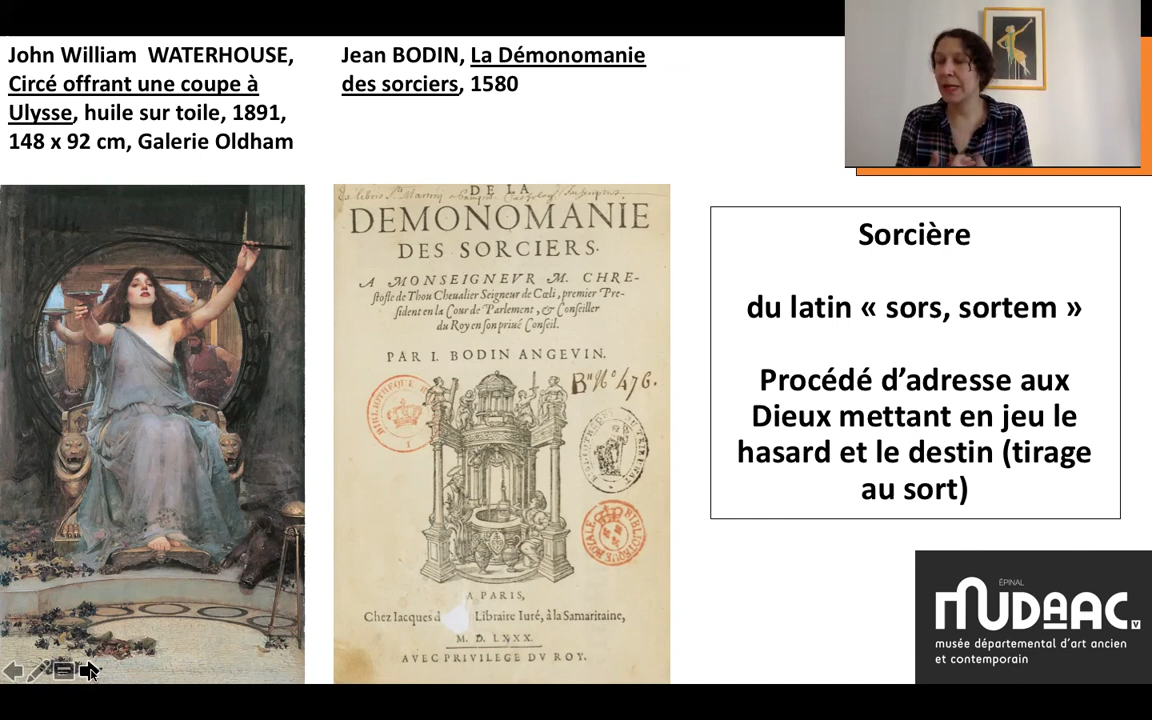 John William WATERHOUSE,
Circé offrant une coupe à
Ulysse, huile sur toile, 1891,
148 x 92 cm, Galerie Oldham
Jean BODIN, La Démonomanie
des sorciers, 1580
DE LA
DEMONOMANIE
DES SORCIERS.
A MONSEIGNEVR M. CHRE-
stofle de Thou Cheualier Seigneur de Cœli, premier Pre-
sident en la Cour de Parlement, & Conseiller
du Roy en son priué Conseil.
PAR I. BODIN ANGEVIN.
A PARIS,
Chez Iacques d Libraire Iuré, à la Samaritaine,
M. D. LXXX.
AVEC PRIVILEGE DV ROY.
Sorcière
du latin « sors, sortem »
Procédé d’adresse aux
Dieux mettant en jeu le
hasard et le destin (tirage
au sort)
ÉPINAL
MUDAAC
musée départemental d'art ancien
et contemporain